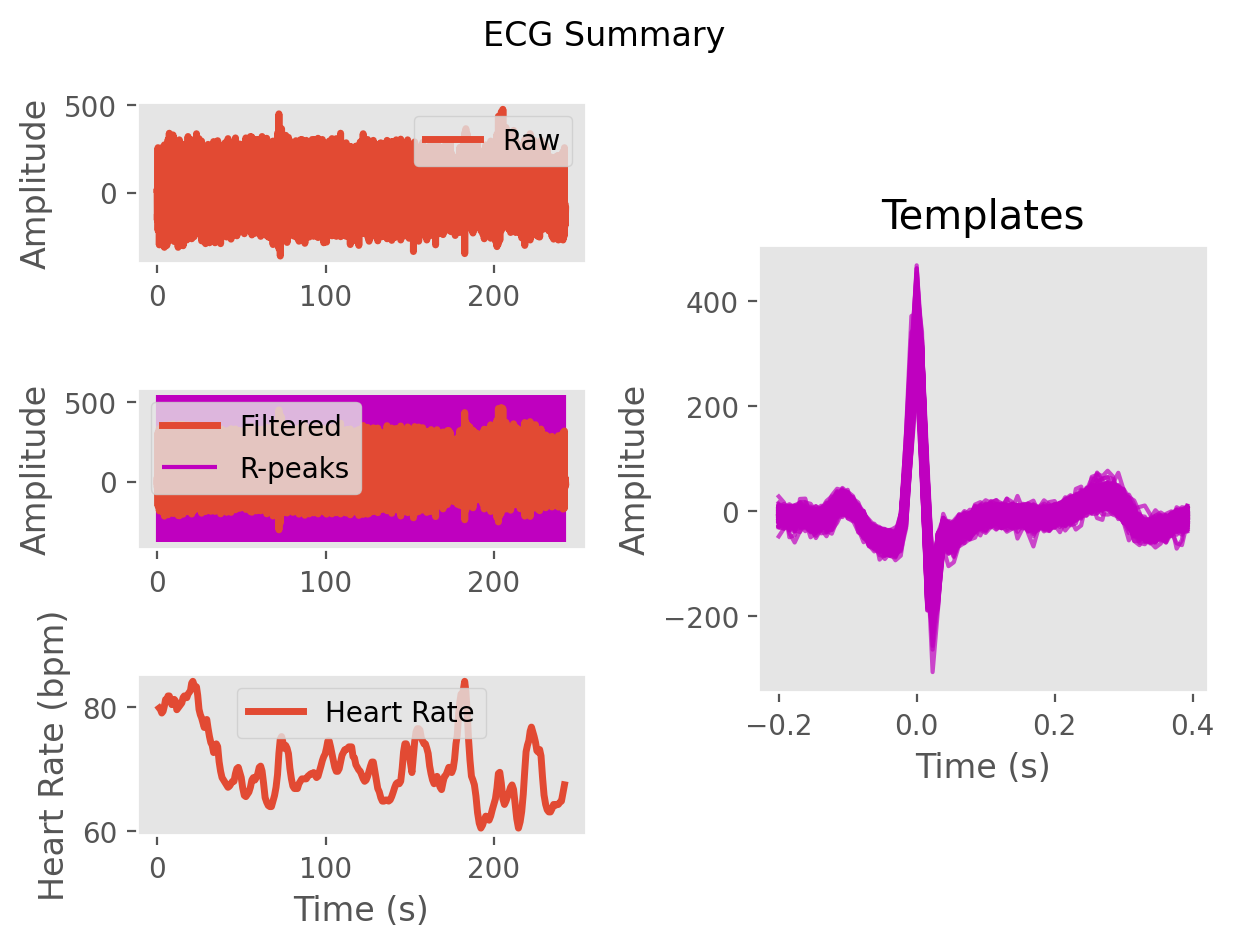 ECG Summary
Amplitude
500
0
Raw
0 100 200
Amplitude
500
0
Filtered
R-peaks
0 100 200
Heart Rate (bpm)
80
60
Heart Rate
0 100 200
Time (s)
Templates
Amplitude
400
200
0
−200
−0.2 0.0 0.2 0.4
Time (s)